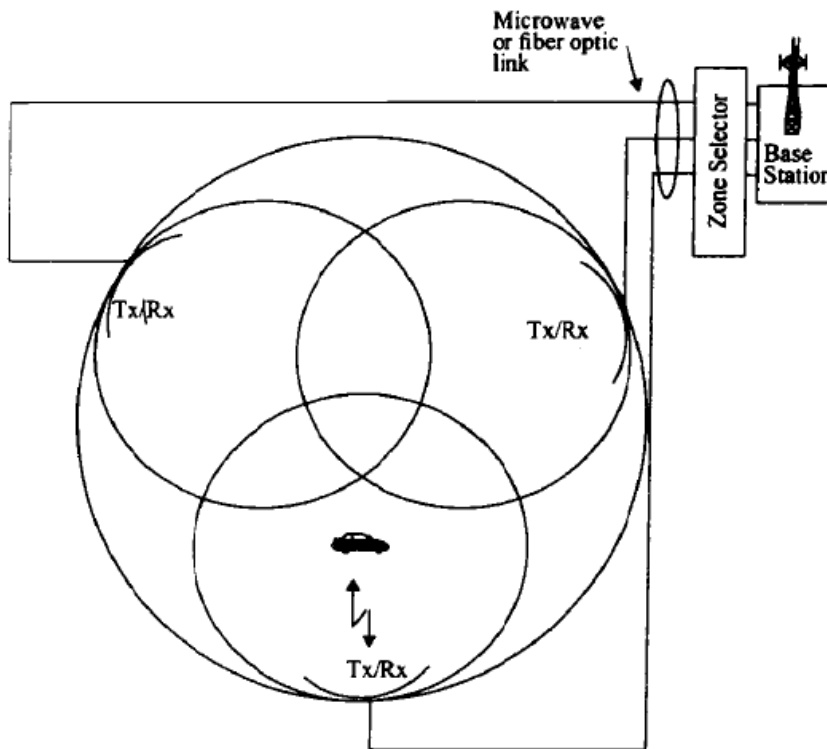 Microwave
or fiber optic
link
Zone Selector
Base
Station
Tx/Rx
Tx/Rx
Tx/Rx